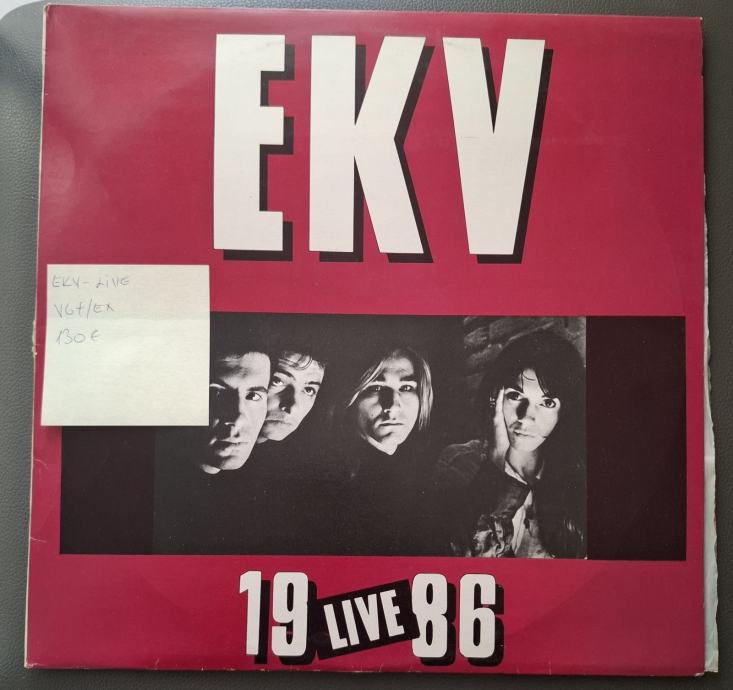 EKV
EKV - LiVE
VG+/EX
130 €
19 LIVE 86